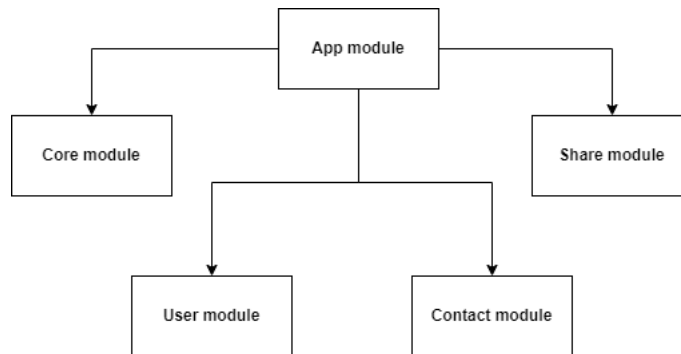 App module
Core module
Share module
User module
Contact module